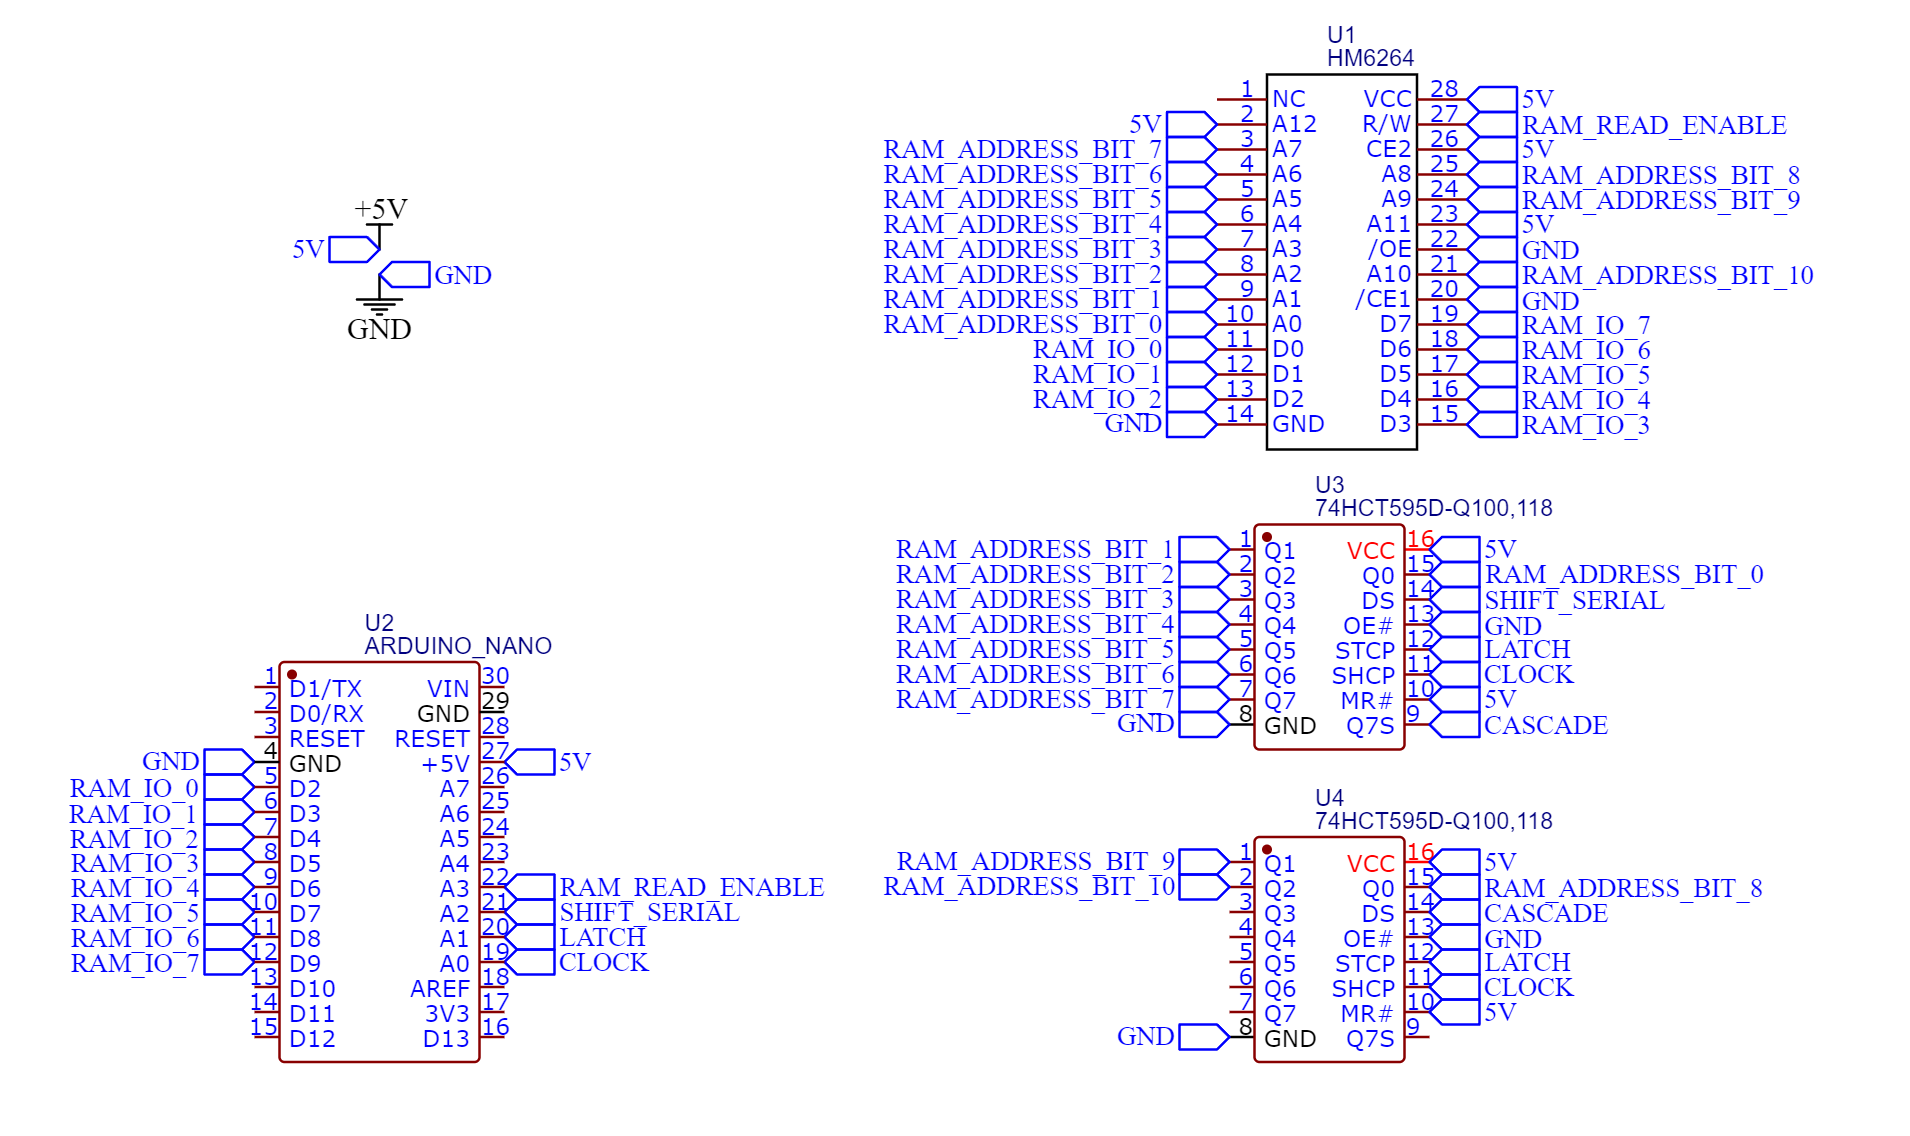 +5V
5V
GND
GND
U1
HM6264
1 NC VCC 28 5V
5V 2 A12 R/W 27 RAM_READ_ENABLE
RAM_ADDRESS_BIT_7 3 A7 CE2 26 5V
RAM_ADDRESS_BIT_6 4 A6 A8 25 RAM_ADDRESS_BIT_8
RAM_ADDRESS_BIT_5 5 A5 A9 24 RAM_ADDRESS_BIT_9
RAM_ADDRESS_BIT_4 6 A4 A11 23 5V
RAM_ADDRESS_BIT_3 7 A3 /OE 22 GND
RAM_ADDRESS_BIT_2 8 A2 A10 21 RAM_ADDRESS_BIT_10
RAM_ADDRESS_BIT_1 9 A1 /CE1 20 GND
RAM_ADDRESS_BIT_0 10 A0 D7 19 RAM_IO_7
RAM_IO_0 11 D0 D6 18 RAM_IO_6
RAM_IO_1 12 D1 D5 17 RAM_IO_5
RAM_IO_2 13 D2 D4 16 RAM_IO_4
GND 14 GND D3 15 RAM_IO_3
U3
74HCT595D-Q100,118
RAM_ADDRESS_BIT_1 1 Q1 VCC 16 5V
RAM_ADDRESS_BIT_2 2 Q2 Q0 15 RAM_ADDRESS_BIT_0
RAM_ADDRESS_BIT_3 3 Q3 DS 14 SHIFT_SERIAL
RAM_ADDRESS_BIT_4 4 Q4 OE# 13 GND
RAM_ADDRESS_BIT_5 5 Q5 STCP 12 LATCH
RAM_ADDRESS_BIT_6 6 Q6 SHCP 11 CLOCK
RAM_ADDRESS_BIT_7 7 Q7 MR# 10 5V
GND 8 GND Q7S 9 CASCADE
U2
ARDUINO_NANO
1 D1/TX VIN 30
2 D0/RX GND 29
3 RESET RESET 28
GND 4 GND +5V 27 5V
RAM_IO_0 5 D2 A7 26
RAM_IO_1 6 D3 A6 25
RAM_IO_2 7 D4 A5 24
RAM_IO_3 8 D5 A4 23
RAM_IO_4 9 D6 A3 22 RAM_READ_ENABLE
RAM_IO_5 10 D7 A2 21 SHIFT_SERIAL
RAM_IO_6 11 D8 A1 20 LATCH
RAM_IO_7 12 D9 A0 19 CLOCK
13 D10 AREF 18
14 D11 3V3 17
15 D12 D13 16
U4
74HCT595D-Q100,118
RAM_ADDRESS_BIT_9 1 Q1 VCC 16 5V
RAM_ADDRESS_BIT_10 2 Q2 Q0 15 RAM_ADDRESS_BIT_8
3 Q3 DS 14 CASCADE
4 Q4 OE# 13 GND
5 Q5 STCP 12 LATCH
6 Q6 SHCP 11 CLOCK
7 Q7 MR# 10 5V
GND 8 GND Q7S 9